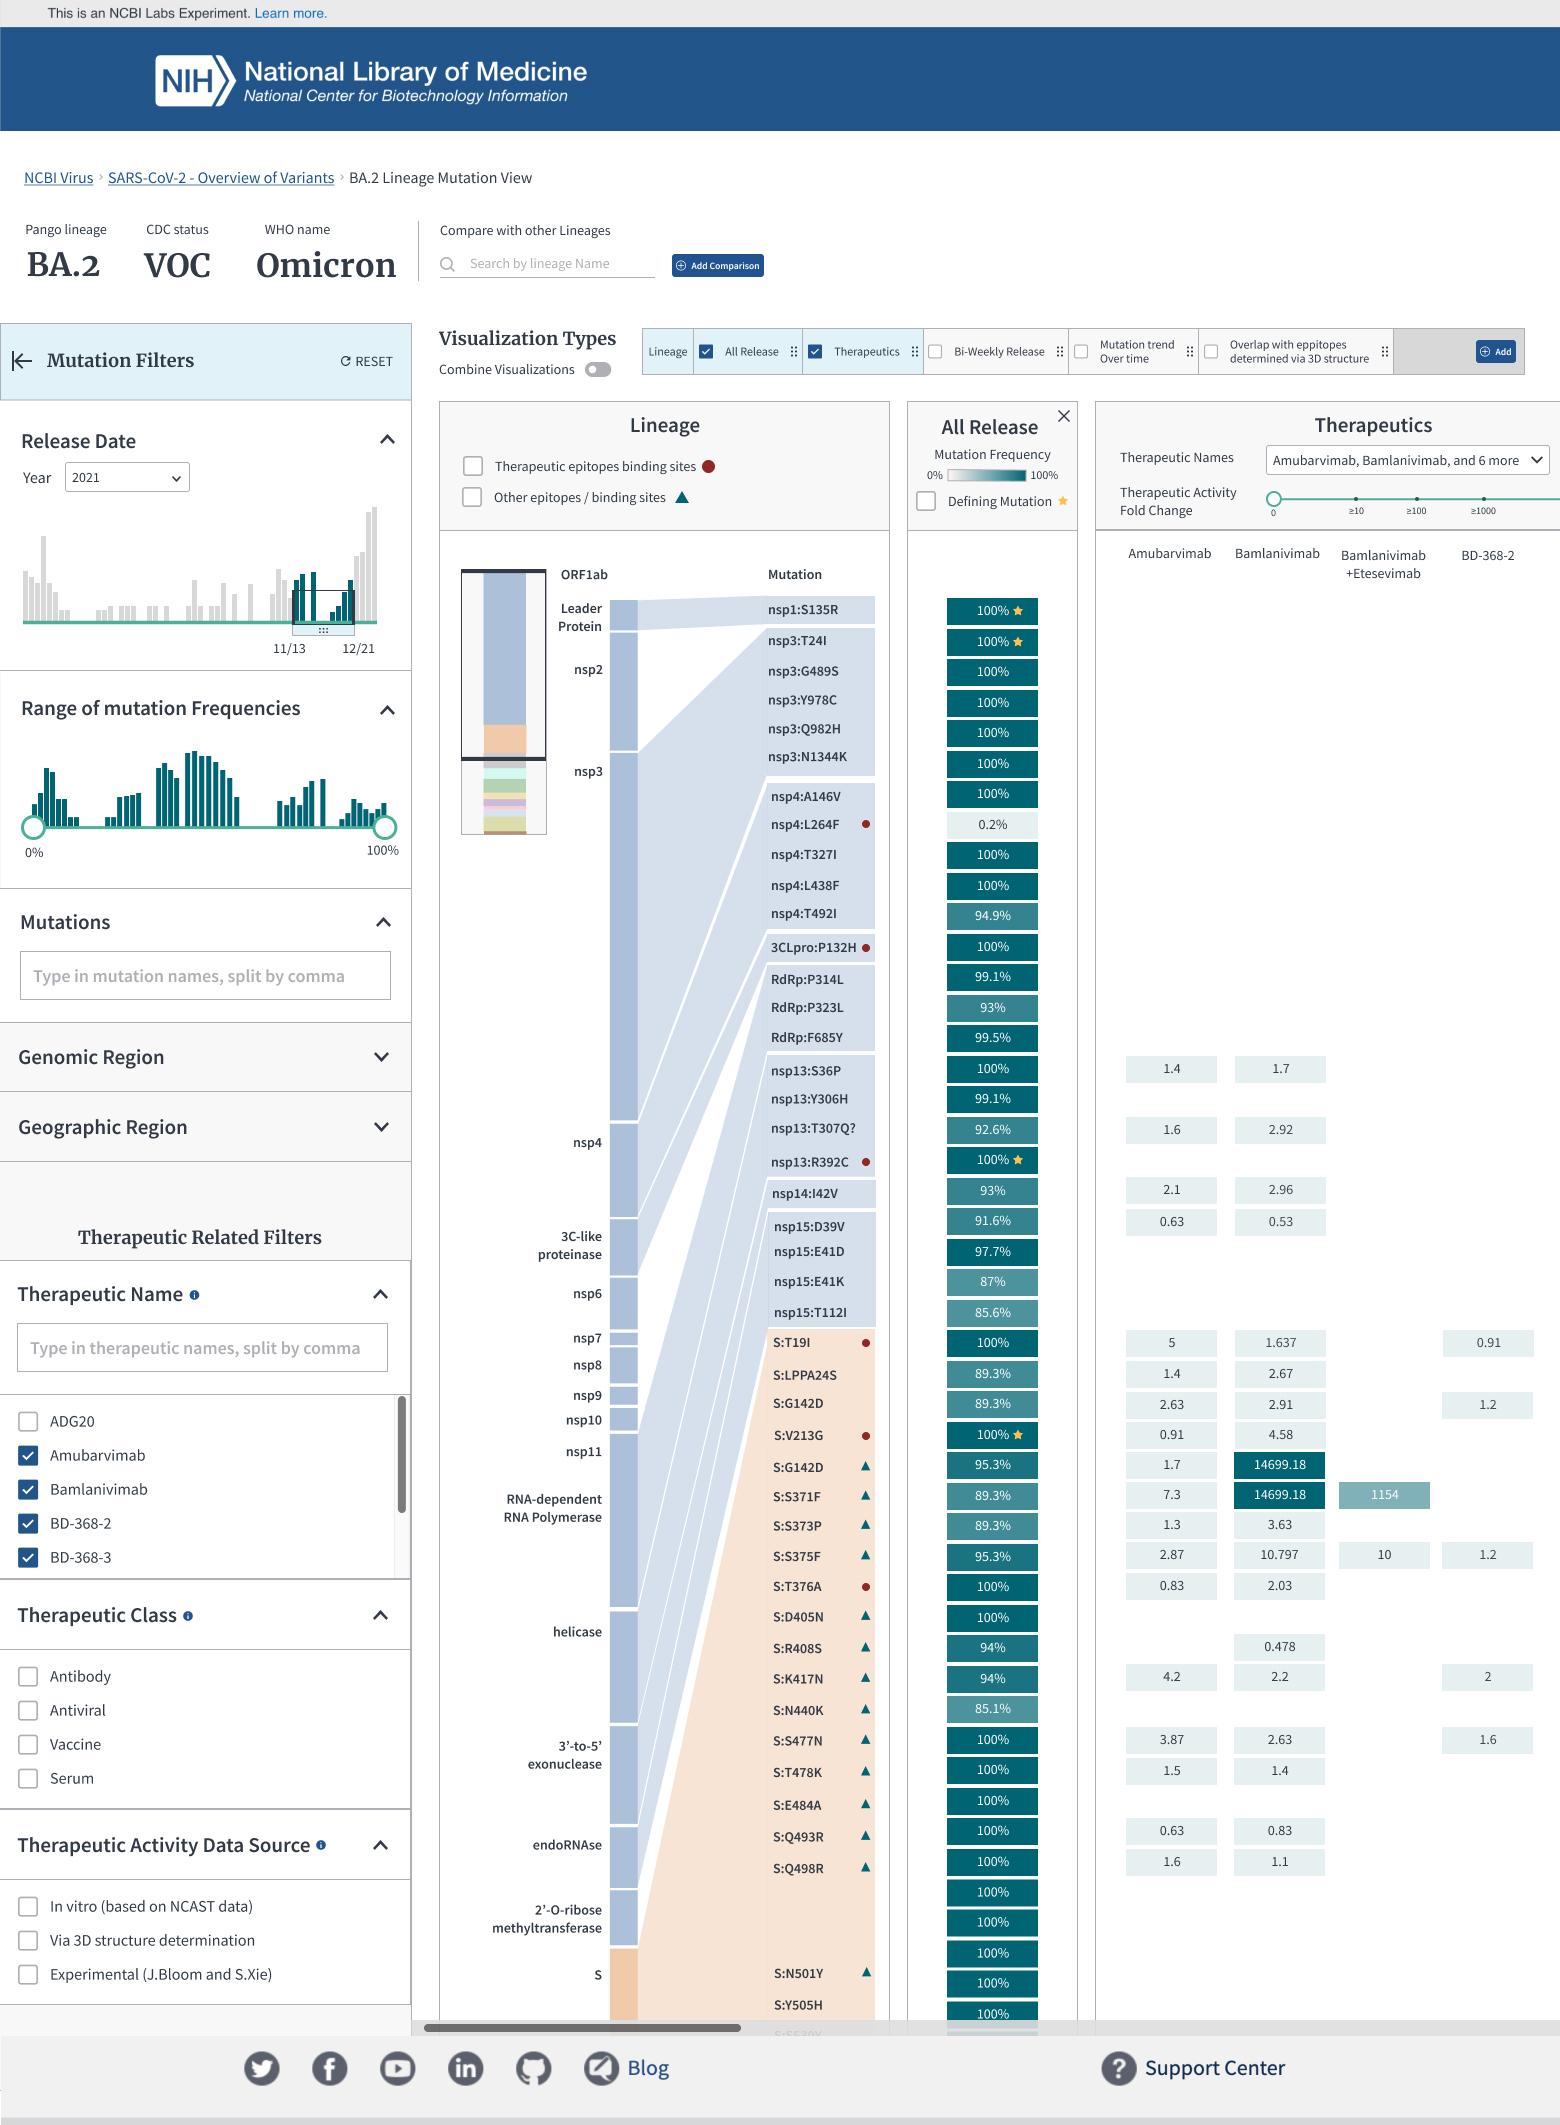 This is an NCBI Labs Experiment. Learn more.
NIH National Library of Medicine
National Center for Biotechnology Information
NCBI Virus › SARS-CoV-2 - Overview of Variants › BA.2 Lineage Mutation View
Pango lineage CDC status WHO name
BA.2 VOC Omicron
Compare with other Lineages
Search by lineage Name Add Comparison
Mutation Filters RESET
Release Date
Year 2021
11/13 12/21
Range of mutation Frequencies
0% 100%
Mutations
Type in mutation names, split by comma
Genomic Region
Geographic Region
Therapeutic Related Filters
Therapeutic Name
Type in therapeutic names, split by comma
ADG20
Amubarvimab
Bamlanivimab
BD-368-2
BD-368-3
Therapeutic Class
Antibody
Antiviral
Vaccine
Serum
Therapeutic Activity Data Source
In vitro (based on NCAST data)
Via 3D structure determination
Experimental (J.Bloom and S.Xie)
Visualization Types
Combine Visualizations
Lineage All Release Therapeutics Bi-Weekly Release
Mutation trend
Over time
Overlap with eppitopes
determined via 3D structure
Add
Lineage
Therapeutic epitopes binding sites
Other epitopes / binding sites
ORF1ab
Leader
Protein
nsp2
nsp3
nsp4
3C-like
proteinase
nsp6
nsp7
nsp8
nsp9
nsp10
nsp11
RNA-dependent
RNA Polymerase
helicase
3’-to-5’
exonuclease
endoRNAse
2’-O-ribose
methyltransferase
S
Mutation
nsp1:S135R
nsp3:T24I
nsp3:G489S
nsp3:Y978C
nsp3:Q982H
nsp3:N1344K
nsp4:A146V
nsp4:L264F
nsp4:T327I
nsp4:L438F
nsp4:T492I
3CLpro:P132H
RdRp:P314L
RdRp:P323L
RdRp:F685Y
nsp13:S36P
nsp13:Y306H
nsp13:T307Q?
nsp13:R392C
nsp14:I42V
nsp15:D39V
nsp15:E41D
nsp15:E41K
nsp15:T112I
S:T19I
S:LPPA24S
S:G142D
S:V213G
S:G142D
S:S371F
S:S373P
S:S375F
S:T376A
S:D405N
S:R408S
S:K417N
S:N440K
S:S477N
S:T478K
S:E484A
S:Q493R
S:Q498R
S:N501Y
S:Y505H
All Release
Mutation Frequency
0% 100%
Defining Mutation
100%
100%
100%
100%
100%
100%
100%
0.2%
100%
100%
94.9%
100%
99.1%
93%
99.5%
100%
99.1%
92.6%
100%
93%
91.6%
97.7%
87%
85.6%
100%
89.3%
89.3%
100%
95.3%
89.3%
89.3%
95.3%
100%
100%
94%
94%
85.1%
100%
100%
100%
100%
100%
100%
100%
100%
100%
100%
Therapeutics
Therapeutic Names Amubarvimab, Bamlanivimab, and 6 more
Therapeutic Activity
Fold Change
0 ≥10 ≥100 ≥1000
Amubarvimab Bamlanivimab
Bamlanivimab
+Etesevimab
BD-368-2
1.4 1.7
1.6 2.92
2.1 2.96
0.63 0.53
5 1.637 0.91
1.4 2.67
2.63 2.91 1.2
0.91 4.58
1.7 14699.18
7.3 14699.18 1154
1.3 3.63
2.87 10.797 10 1.2
0.83 2.03
0.478
4.2 2.2 2
3.87 2.63 1.6
1.5 1.4
0.63 0.83
1.6 1.1
Blog
Support Center